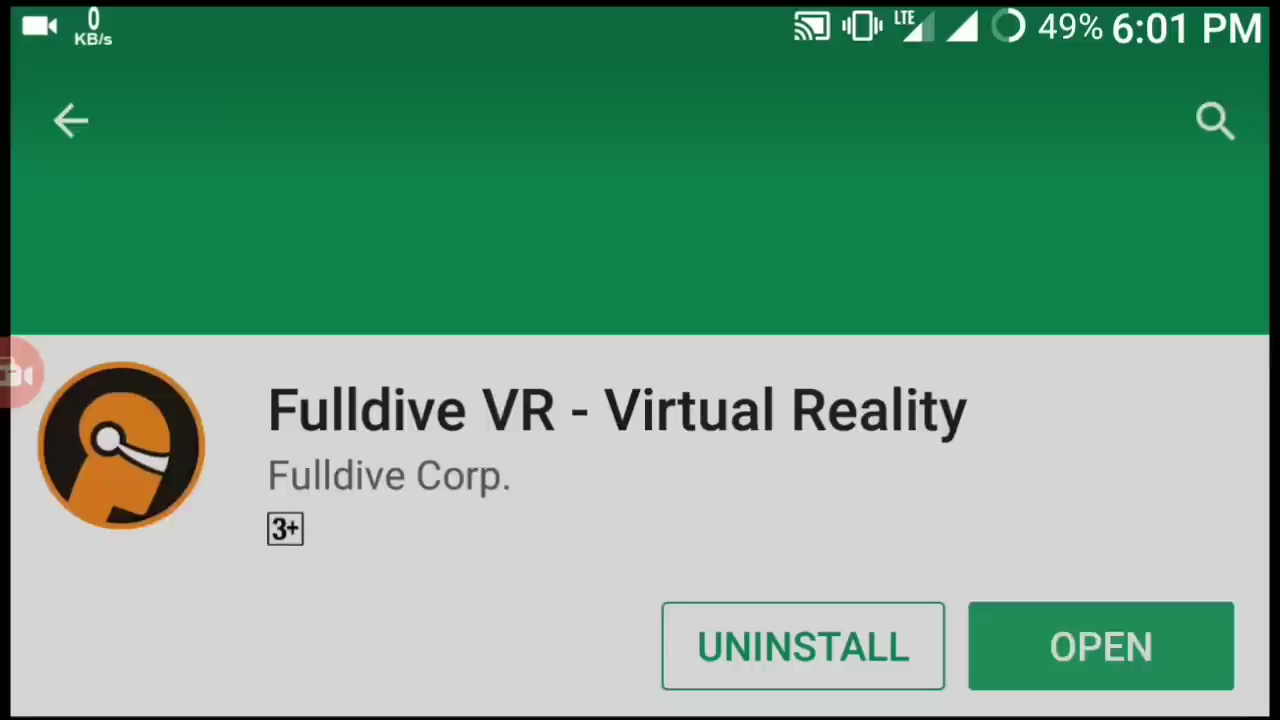 0
KB/s
LTE
49% 6:01 PM
Fulldive VR - Virtual Reality
Fulldive Corp.
3+
UNINSTALL
OPEN